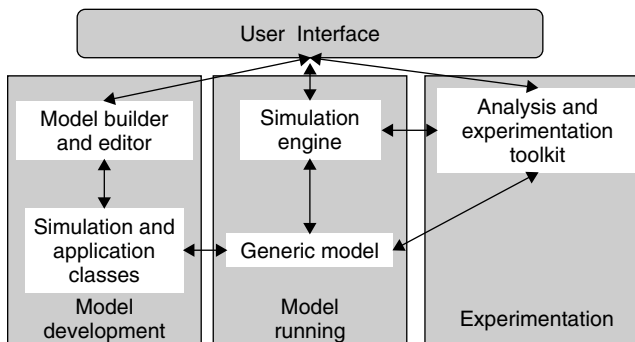 User Interface
Model builder
and editor
Simulation and
application
classes
Model
development
Simulation
engine
Generic model
Model
running
Analysis and
experimentation
toolkit
Experimentation